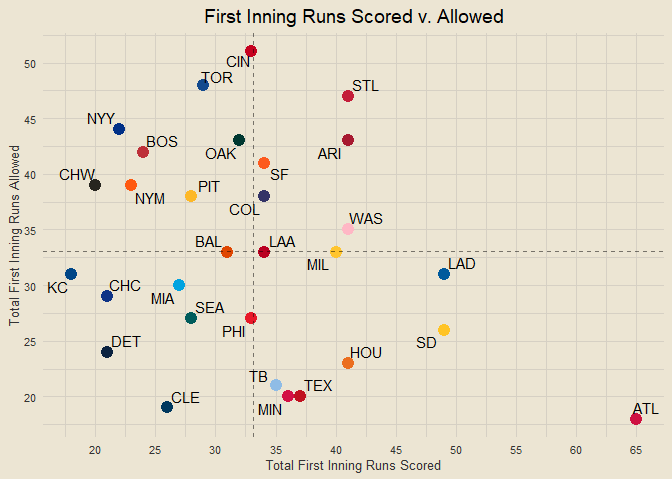 First Inning Runs Scored v. Allowed
CIN
TOR
STL
NYY
BOS
OAK
ARI
CHW
SF
NYM
PIT
COL
WAS
BAL
LAA
MIL
LAD
KC
CHC
MIA
SEA
PHI
SD
DET
HOU
TB
TEX
CLE
MIN
ATL
50
45
40
35
30
25
20
Total First Inning Runs Allowed
20 25 30 35 40 45 50 55 60 65
Total First Inning Runs Scored